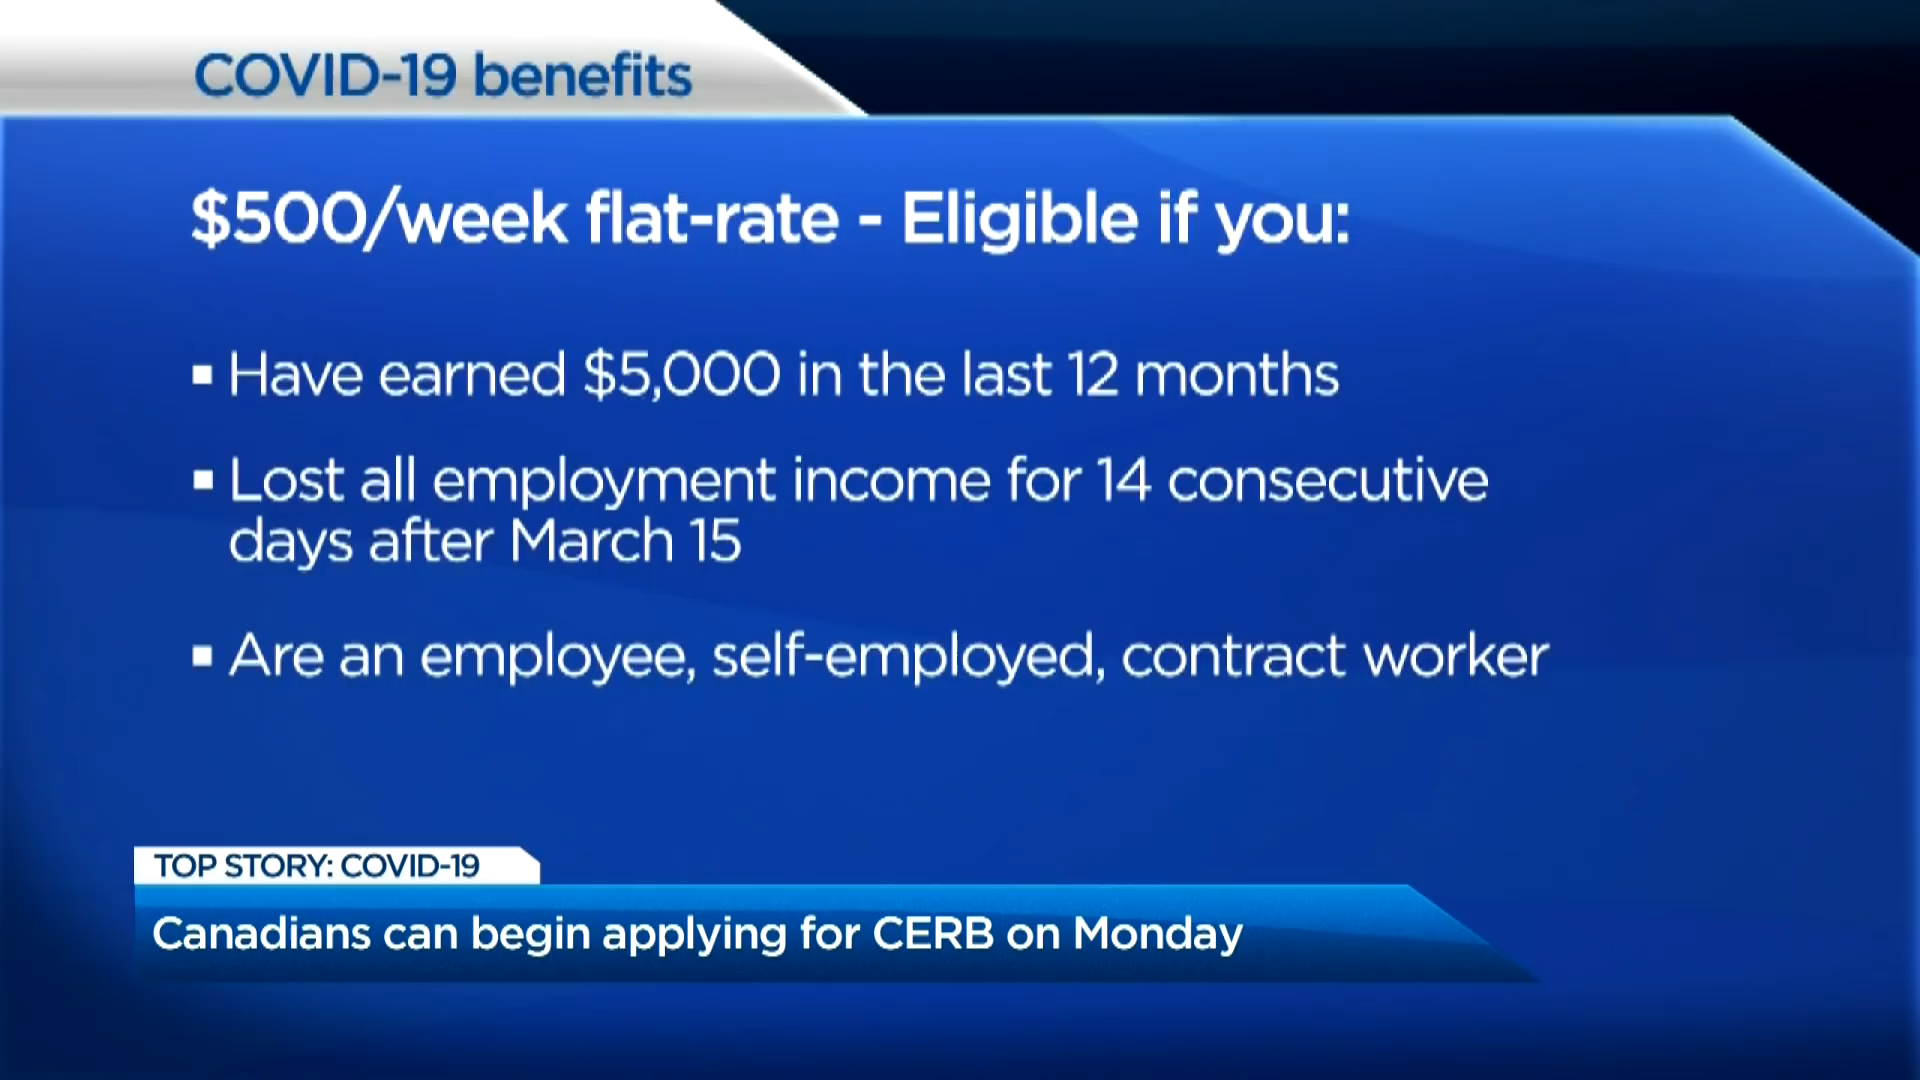 COVID-19 benefits
$500/week flat-rate - Eligible if you:
▪ Have earned $5,000 in the last 12 months
▪ Lost all employment income for 14 consecutive
days after March 15
▪ Are an employee, self-employed, contract worker
TOP STORY: COVID-19
Canadians can begin applying for CERB on Monday